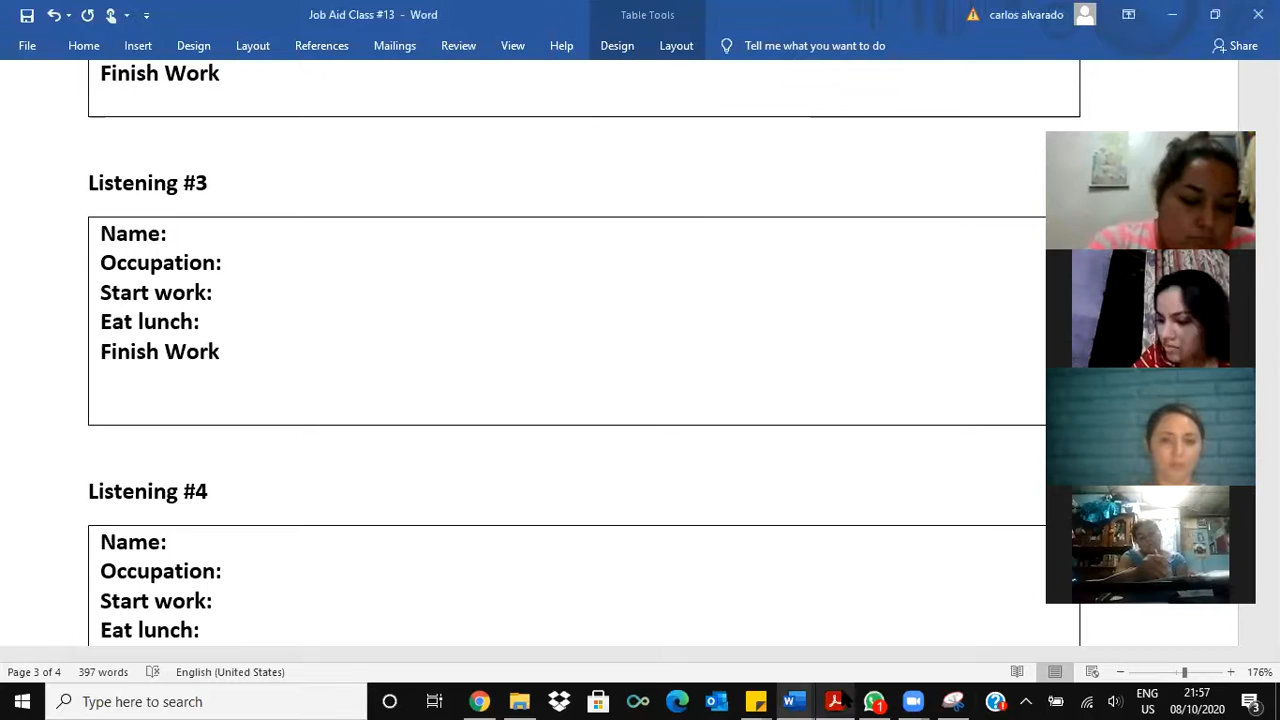 Job Aid Class #13 - Word
Table Tools
carlos alvarado
File
Home
Insert
Design
Layout
References
Mailings
Review
View
Help
Design
Layout
Tell me what you want to do
Share
Finish Work
Listening #3
Name:
Occupation:
Start work:
Eat lunch:
Finish Work
Listening #4
Name:
Occupation:
Start work:
Eat lunch:
Page 3 of 4
397 words
English (United States)
176%
Type here to search
ENG
US
21:57
08/10/2020